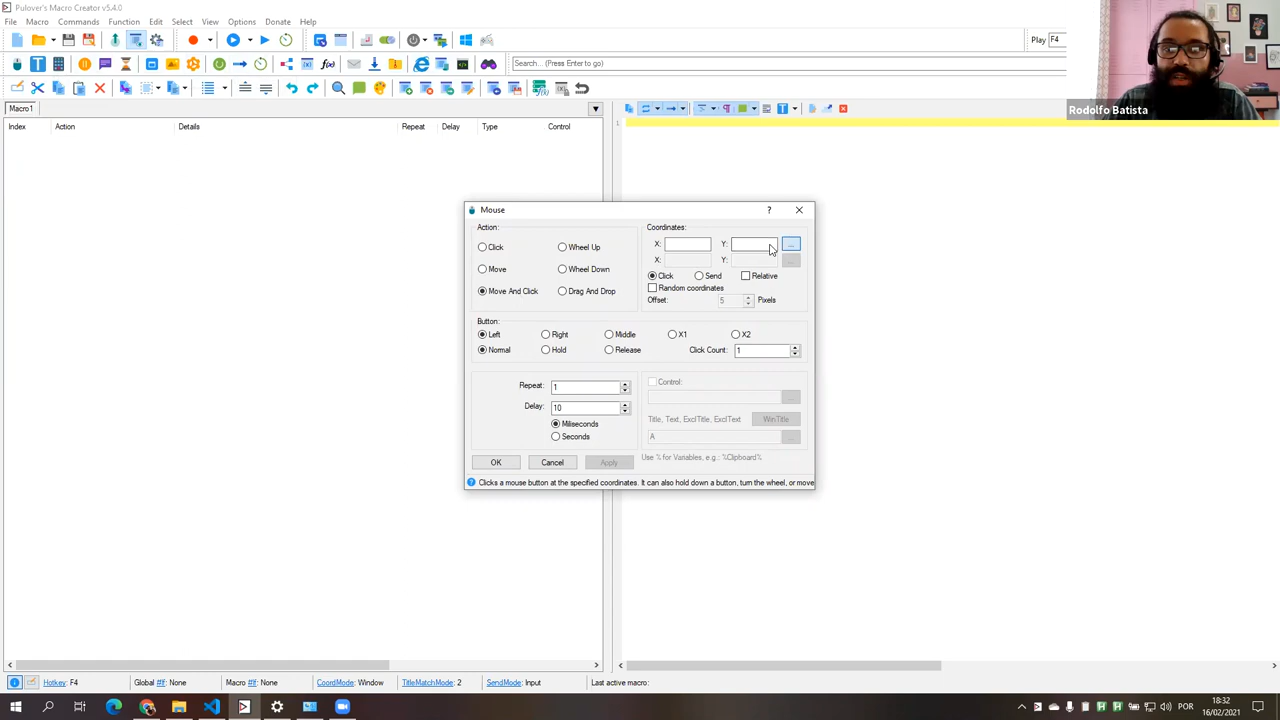 Pulover's Macro Creator v5.4.0
File Macro Commands Function Edit Select View Options Donate Help
Play F4
Search... (Press Enter to go)
Rodolfo Batista
Macro1
Index Action Details Repeat Delay Type Control
1
Mouse
Action:
Coordinates:
Click Wheel Up
X: Y: ...
X: Y: ...
Move Wheel Down
Click Send Relative
Move And Click Drag And Drop
Random coordinates
Offset: 5 Pixels
Button:
Left Right Middle X1 X2
Normal Hold Release Click Count: 1
Repeat: 1
Control:
...
Delay: 10
Title, Text, ExclTitle, ExclText WinTitle
Miliseconds
Seconds
A ...
OK Cancel Apply
Use % for Variables, e.g.: %Clipboard%
Clicks a mouse button at the specified coordinates. It can also hold down a button, turn the wheel, or move
Hotkey: F4 Global #If: None Macro #If: None CoordMode: Window TitleMatchMode: 2 SendMode: Input Last active macro:
POR
18:32
16/02/2021